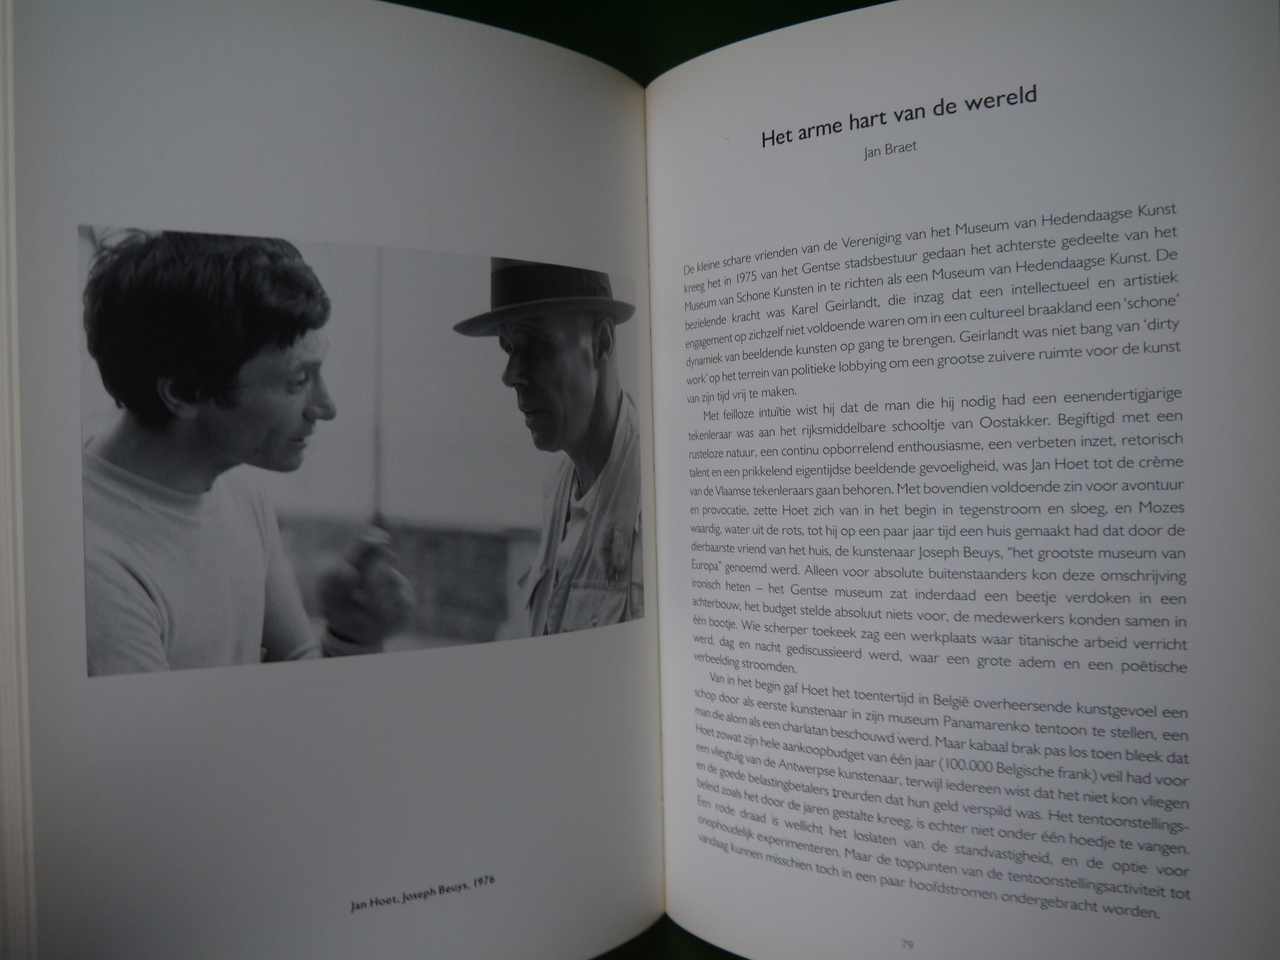 Jan Hoet, Joseph Beuys, 1976
Het arme hart van de wereld
Jan Braet
De kleine schare vrienden van de Vereniging van het Museum van Hedendaagse Kunst
kreeg het in 1975 van het Gentse stadsbestuur gedaan het achterste gedeelte van het
Museum van Schone Kunsten in te richten als een Museum van Hedendaagse Kunst. De
bezielende kracht was Karel Geirlandt, die inzag dat een intellectueel en artistiek
engagement op zichzelf niet voldoende waren om in een cultureel braakland een 'schone'
dynamiek van beeldende kunsten op gang te brengen. Geirlandt was niet bang van 'dirty
work' op het terrein van politieke lobbying om een grootse zuivere ruimte voor de kunst
van zijn tijd vrij te maken.
Met feilloze intuïtie wist hij dat de man die hij nodig had een eenendertigjarige
tekenleraar was aan het rijksmiddelbare schooltje van Oostakker. Begiftigd met een
rusteloze natuur, een continu opborrelend enthousiasme, een verbeten inzet, retorisch
talent en een prikkelend eigentijdse beeldende gevoeligheid, was Jan Hoet tot de crème
van de Vlaamse tekenleraars gaan behoren. Met bovendien voldoende zin voor avontuur
en provocatie, zette Hoet zich van in het begin in tegenstroom en sloeg, en Mozes
waardig, water uit de rots, tot hij op een paar jaar tijd een huis gemaakt had dat door de
dierbaarste vriend van het huis, de kunstenaar Joseph Beuys, "het grootste museum van
Europa" genoemd werd. Alleen voor absolute buitenstaanders kon deze omschrijving
ironisch heten – het Gentse museum zat inderdaad een beetje verdoken in een
achterbouw, het budget stelde absoluut niets voor, de medewerkers konden samen in
één bootje. Wie scherper toekeek zag een werkplaats waar titanische arbeid verricht
werd, dag en nacht gediscussieerd werd, waar een grote adem en een poëtische
verbeelding stroomden.
Van in het begin gaf Hoet het toentertijd in België overheersende kunstgevoel een
schop door als eerste kunstenaar in zijn museum Panamarenko tentoon te stellen, een
man die alom als een charlatan beschouwd werd. Maar kabaal brak pas los toen bleek dat
Hoet zowat zijn hele aankoopbudget van één jaar (100.000 Belgische frank) veil had voor
een vliegtuig van de Antwerpse kunstenaar, terwijl iedereen wist dat het niet kon vliegen
en de goede belastingbetalers treurden dat hun geld verspild was. Het tentoonstellings-
beleid zoals het door de jaren gestalte kreeg, is echter niet onder één hoedje te vangen.
Een rode draad is wellicht het loslaten van de standvastigheid, en de optie voor
onophoudelijk experimenteren. Maar de toppunten van de tentoonstellingsactiviteit tot
vandaag kunnen misschien toch in een paar hoofdstromen ondergebracht worden.
79